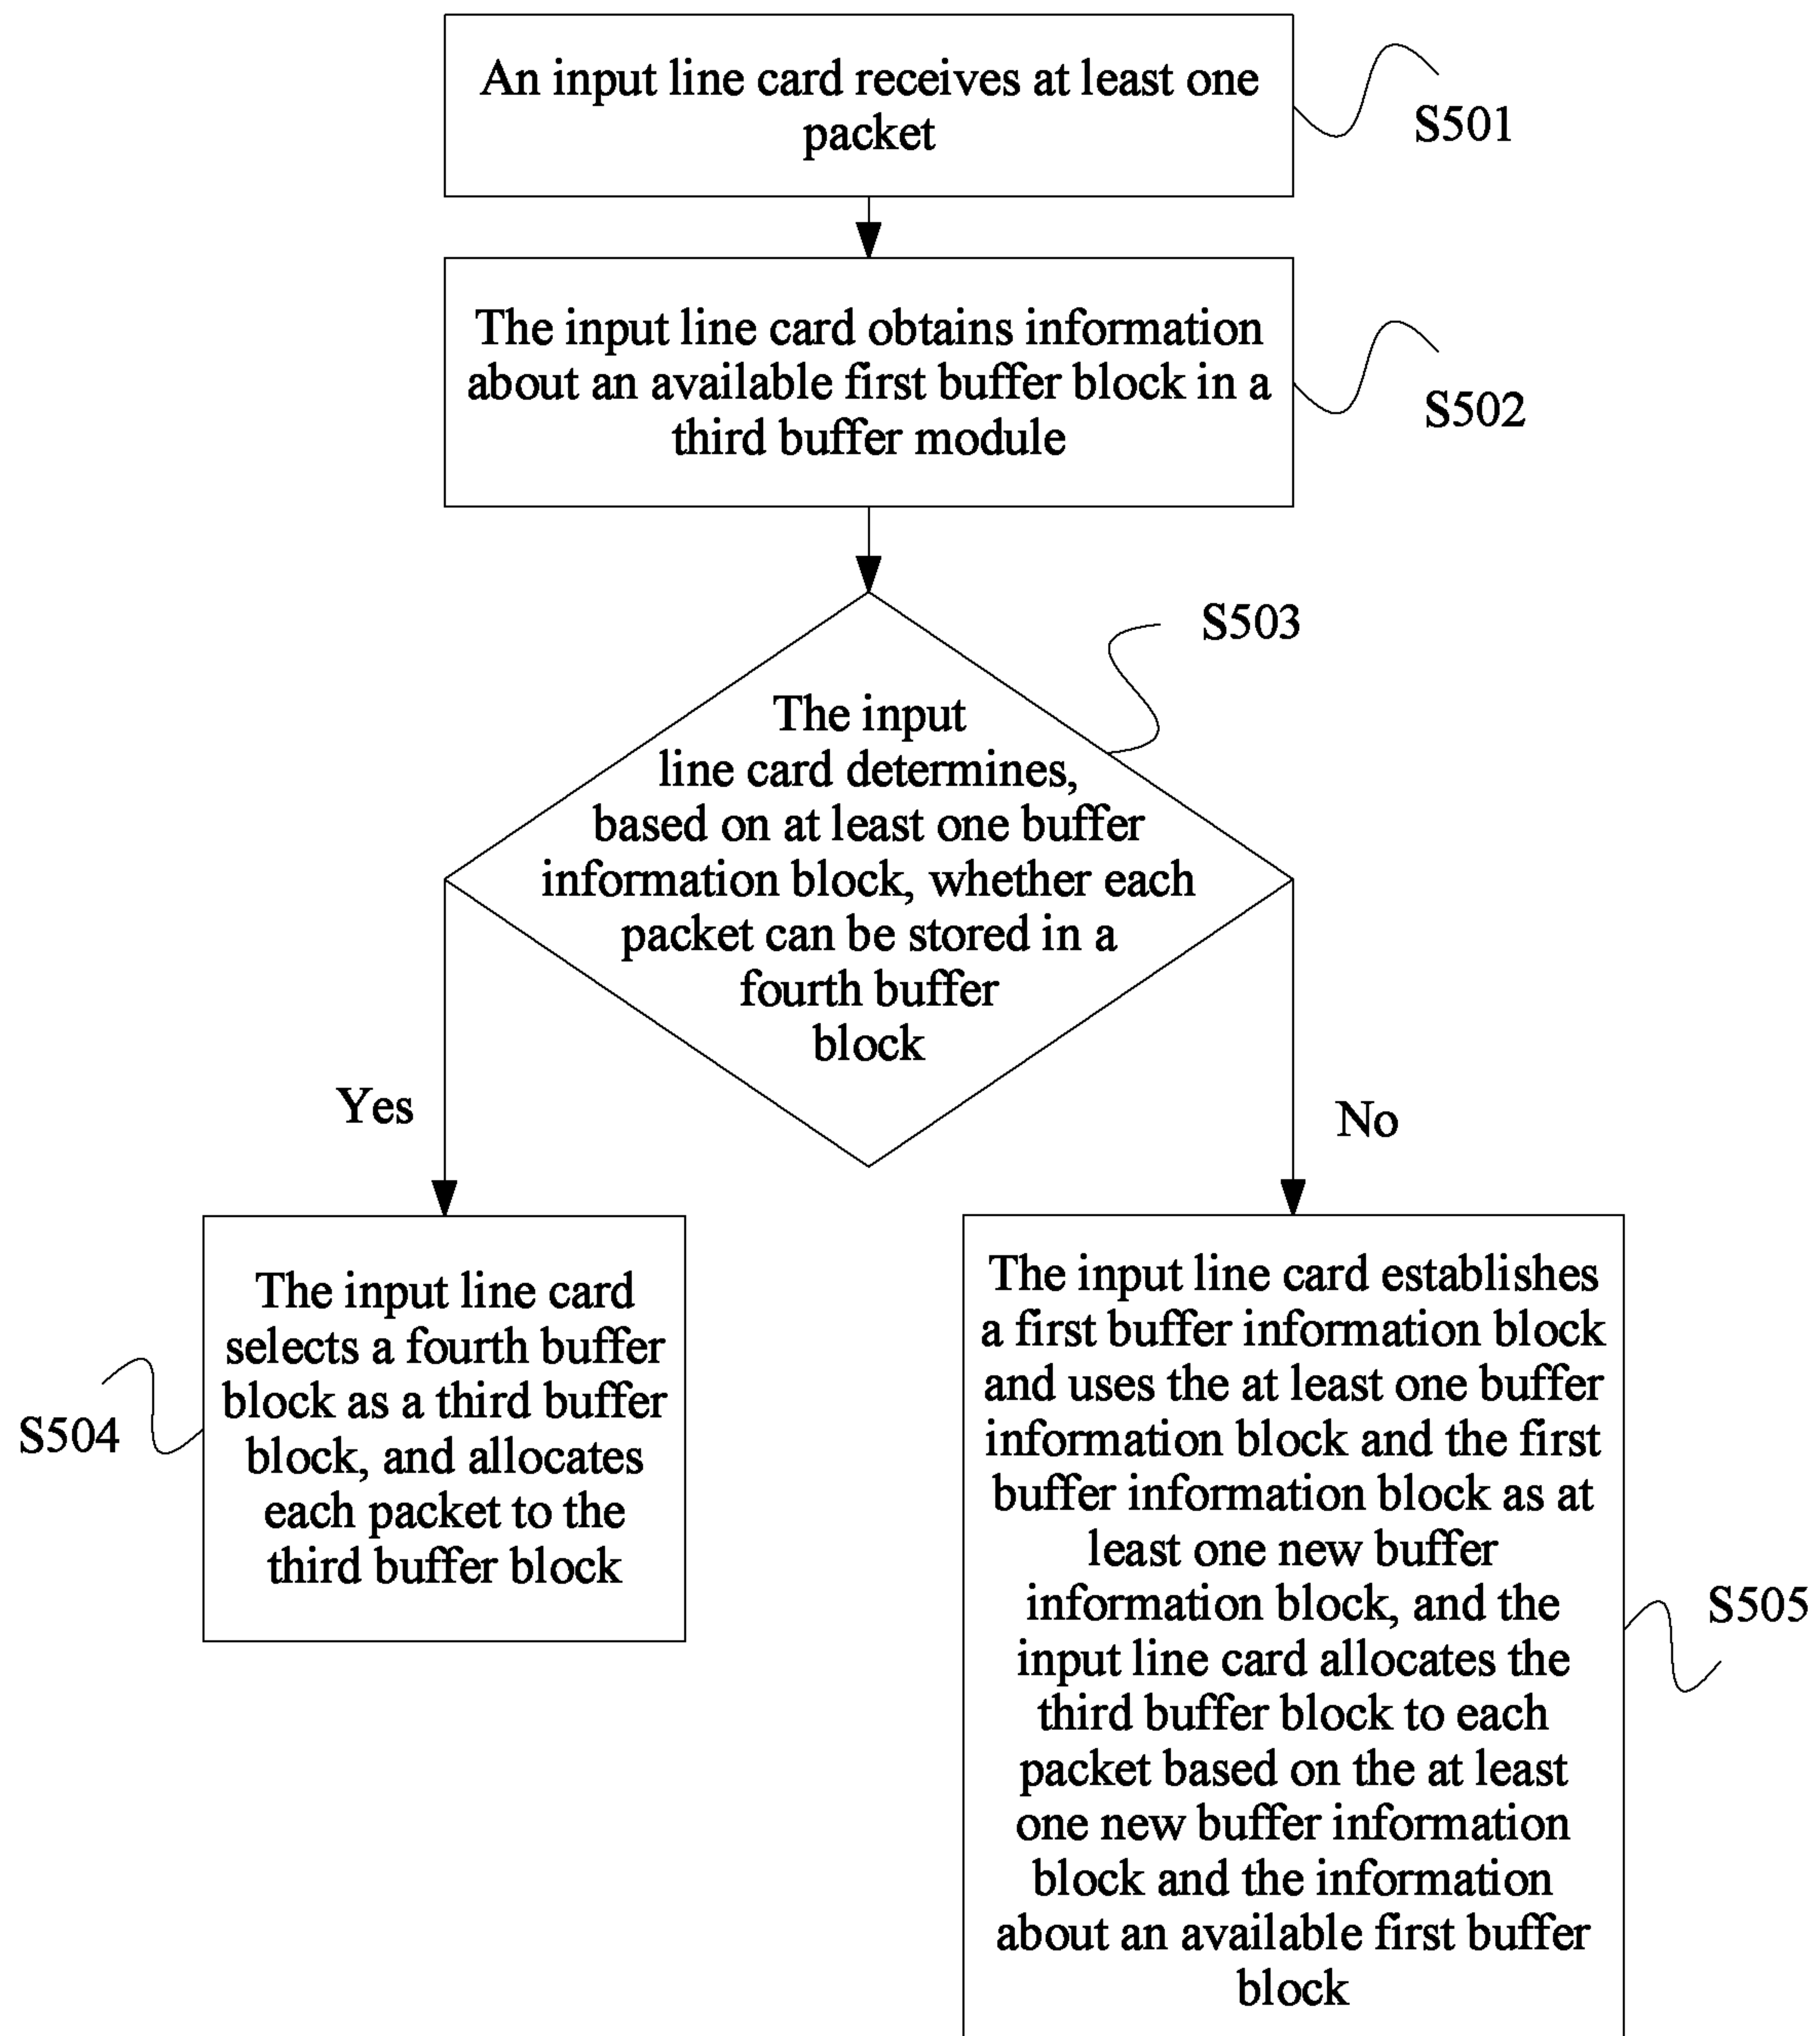 An input line card receives at least one
packet
S501
The input line card obtains information
about an available first buffer block in a
third buffer module
S502
S503
The input
line card determines,
based on at least one buffer
information block, whether each
packet can be stored in a
fourth buffer
block
Yes
No
The input line card
selects a fourth buffer
block as a third buffer
block, and allocates
each packet to the
third buffer block
S504
The input line card establishes
a first buffer information block
and uses the at least one buffer
information block and the first
buffer information block as at
least one new buffer
information block, and the
input line card allocates the
third buffer block to each
packet based on the at least
one new buffer information
block and the information
about an available first buffer
block
S505